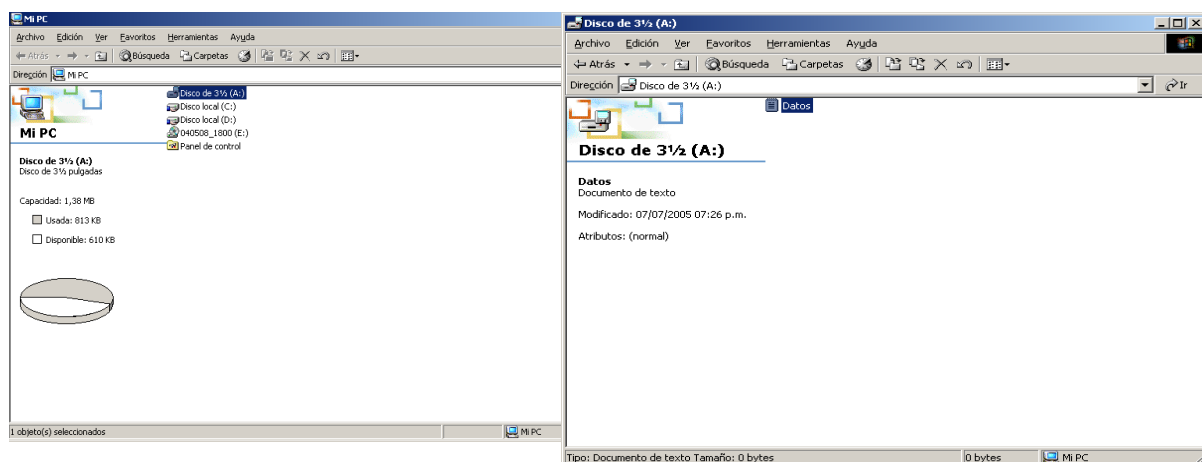 Mi PC
Archivo Edición Ver Favoritos Herramientas Ayuda
Atrás Búsqueda Carpetas
Dirección Mi PC
Mi PC
Disco de 3½ (A:)
Disco de 3½ pulgadas
Capacidad: 1,38 MB
Usada: 813 KB
Disponible: 610 KB
Disco de 3½ (A:)
Disco local (C:)
Disco local (D:)
040508_1800 (E:)
Panel de control
1 objeto(s) seleccionados
Mi PC
Disco de 3½ (A:)
Archivo Edición Ver Favoritos Herramientas Ayuda
Atrás Búsqueda Carpetas
Dirección Disco de 3½ (A:) Ir
Disco de 3½ (A:)
Datos
Documento de texto
Modificado: 07/07/2005 07:26 p.m.
Atributos: (normal)
Datos
Tipo: Documento de texto Tamaño: 0 bytes 0 bytes Mi PC